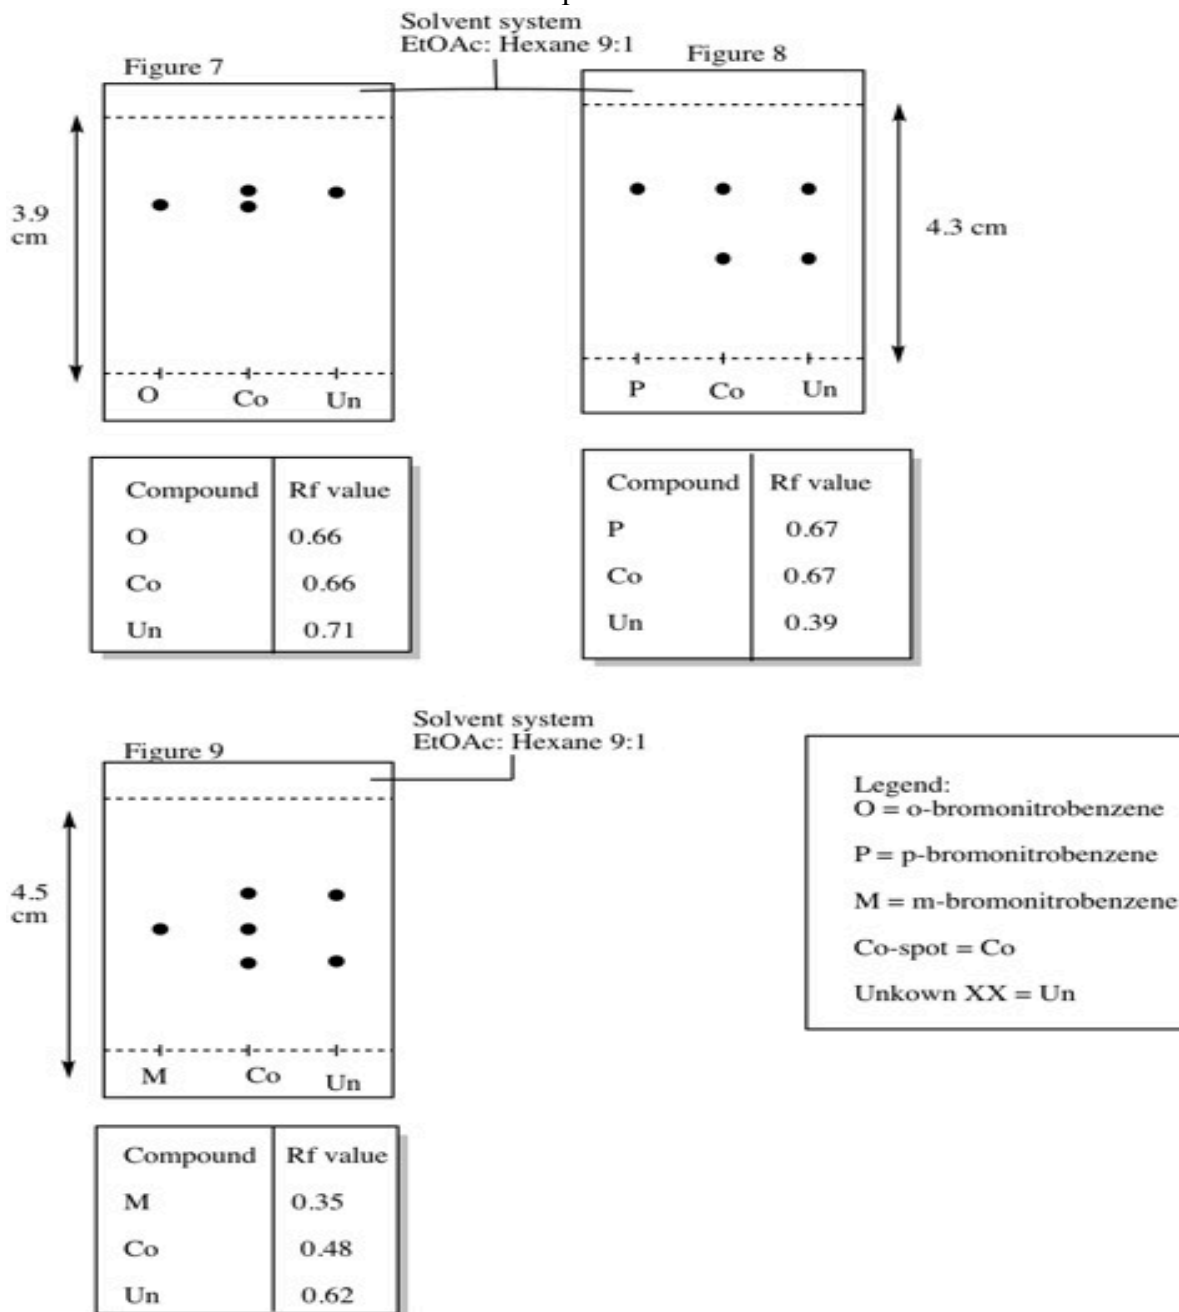 Solvent system
EtOAc: Hexane 9:1
Figure 7
Figure 8
3.9
cm
4.3 cm
O Co Un
P Co Un
Compound Rf value
O 0.66
Co 0.66
Un 0.71
Compound Rf value
P 0.67
Co 0.67
Un 0.39
Solvent system
EtOAc: Hexane 9:1
Figure 9
4.5
cm
M Co Un
Legend:
O = o-bromonitrobenzene
P = p-bromonitrobenzene
M = m-bromonitrobenzene
Co-spot = Co
Unkown XX = Un
Compound Rf value
M 0.35
Co 0.48
Un 0.62